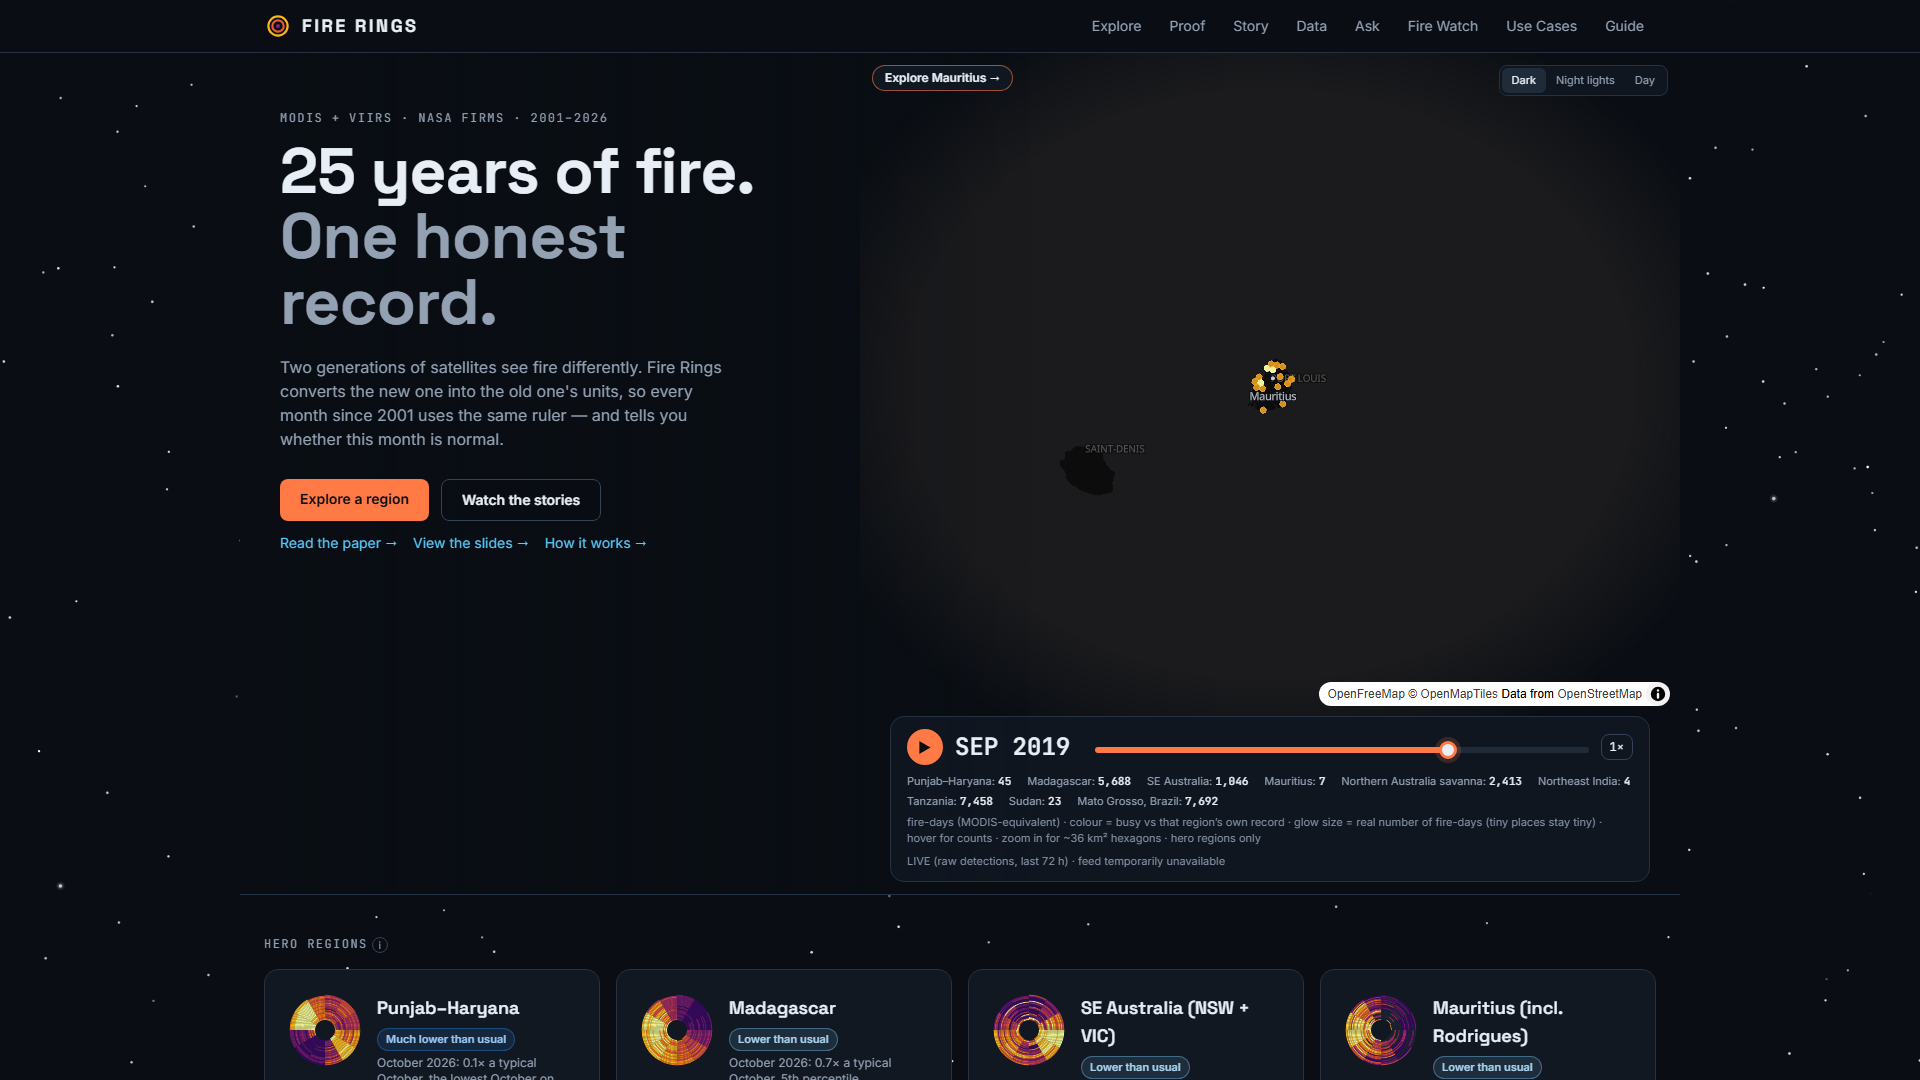 FIRE RINGS
Explore Proof Story Data Ask Fire Watch Use Cases Guide
Explore Mauritius →
Dark Night lights Day
MODIS + VIIRS · NASA FIRMS · 2001–2026
25 years of fire.
One honest
record.
Two generations of satellites see fire differently. Fire Rings
converts the new one into the old one's units, so every
month since 2001 uses the same ruler — and tells you
whether this month is normal.
Explore a region
Watch the stories
Read the paper → View the slides → How it works →
LOUIS
Mauritius
SAINT-DENIS
OpenFreeMap © OpenMapTiles Data from OpenStreetMap
SEP 2019
1×
Punjab–Haryana: 45 Madagascar: 5,688 SE Australia: 1,046 Mauritius: 7 Northern Australia savanna: 2,413 Northeast India: 4
Tanzania: 7,458 Sudan: 23 Mato Grosso, Brazil: 7,692
fire-days (MODIS-equivalent) · colour = busy vs that region's own record · glow size = real number of fire-days (tiny places stay tiny) ·
hover for counts · zoom in for ~36 km² hexagons · hero regions only
LIVE (raw detections, last 72 h) · feed temporarily unavailable
HERO REGIONS i
Punjab–Haryana
Much lower than usual
October 2026: 0.1× a typical
October, the lowest October on
Madagascar
Lower than usual
October 2026: 0.7× a typical
October, 5th percentile
SE Australia (NSW +
VIC)
Lower than usual
Mauritius (incl.
Rodrigues)
Lower than usual